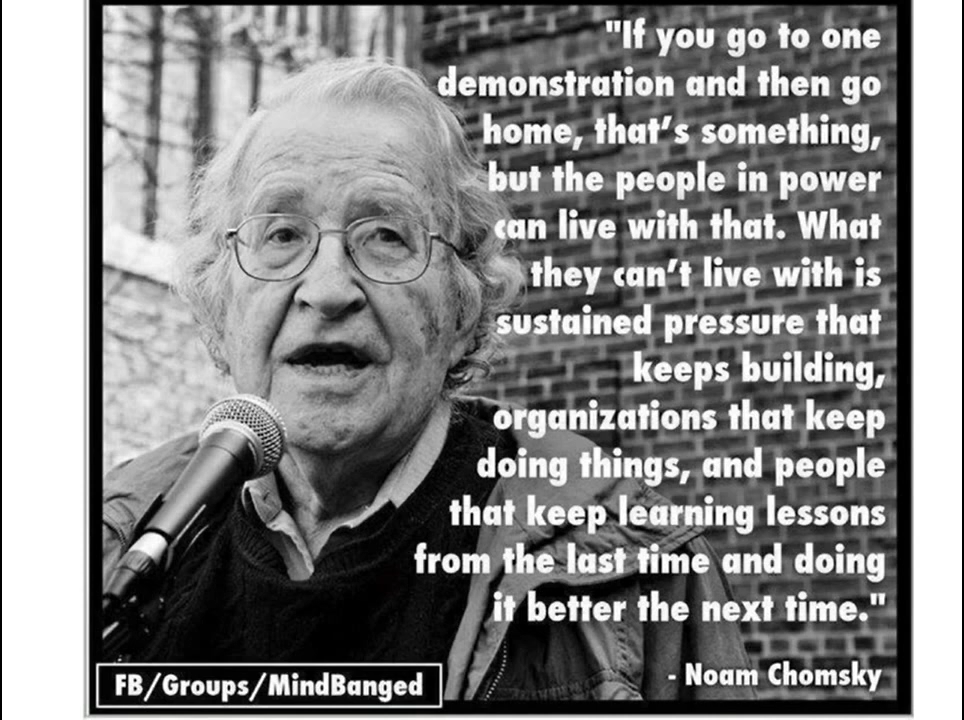 "If you go to one
demonstration and then go
home, that's something,
but the people in power
can live with that. What
they can't live with is
sustained pressure that
keeps building,
organizations that keep
doing things, and people
that keep learning lessons
from the last time and doing
it better the next time."
- Noam Chomsky
FB/Groups/MindBanged